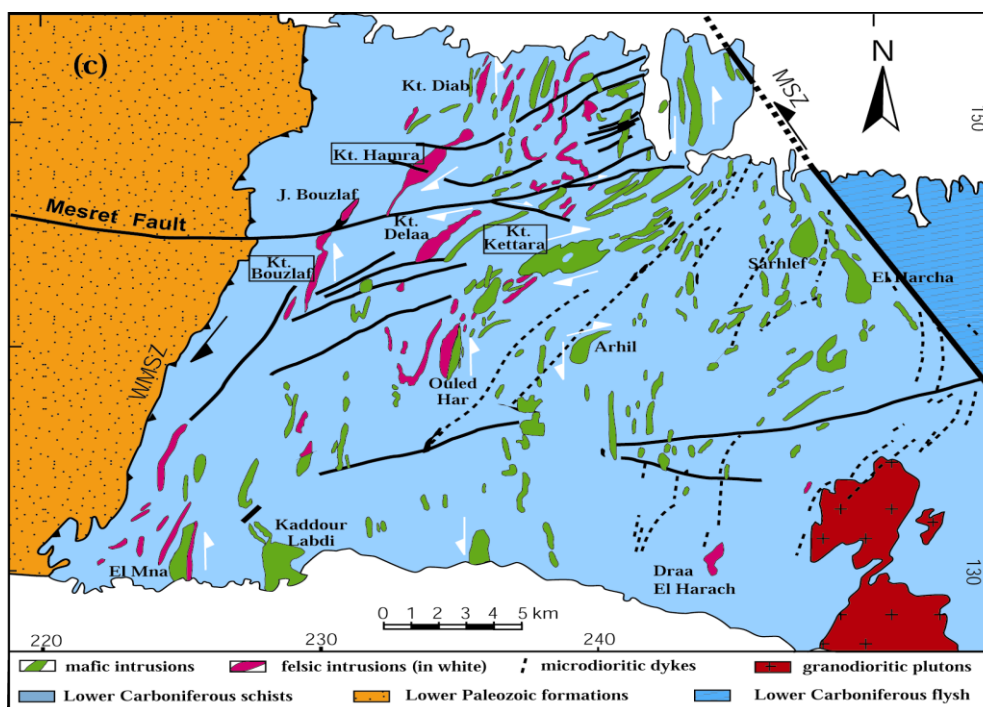 (c)
N
MSZ
150
Kt. Diab
Kt. Hamra
J. Bouzlaf
Mesret Fault
Kt.
Delaa
Kt.
Kettara
Kt.
Bouzlaf
Sarhlef
El Harcha
WMSZ
Arhil
Ouled
Har
Kaddour
Labdi
El Mna
Draa
El Harach
130
0 1 2 3 4 5 km
220
230
240
mafic intrusions
felsic intrusions (in white)
microdioritic dykes
granodioritic plutons
Lower Carboniferous schists
Lower Paleozoic formations
Lower Carboniferous flysh